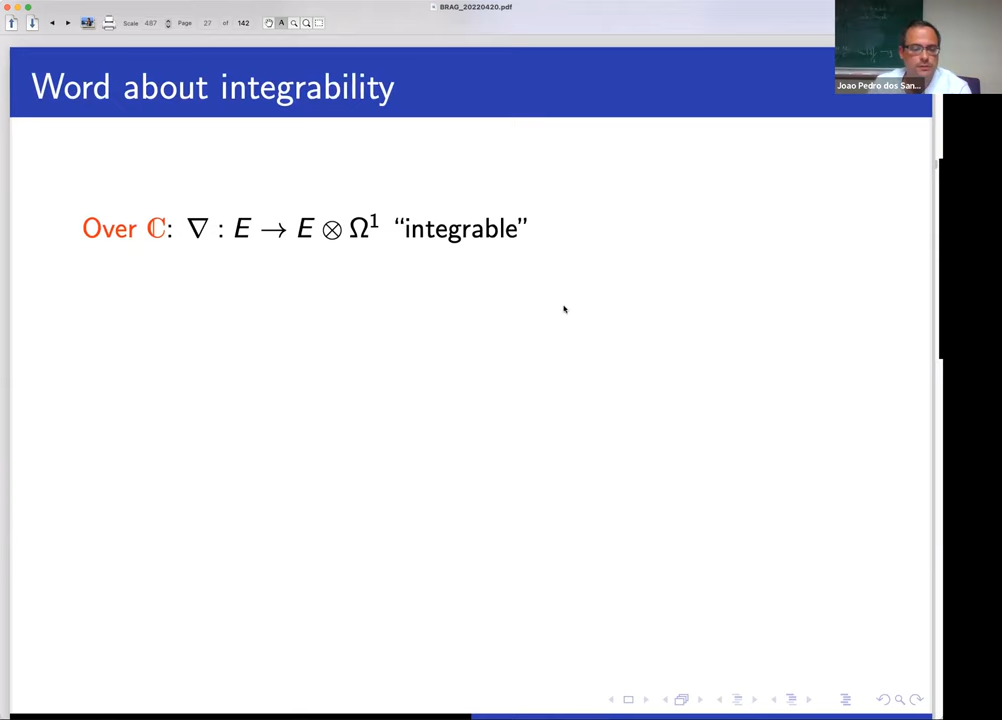 BRAG_20220420.pdf
Scale 487 Page 27 of 142
Joao Pedro dos San...
Word about integrability
Over ℂ: ∇ : E → E ⊗ Ω¹ “integrable”